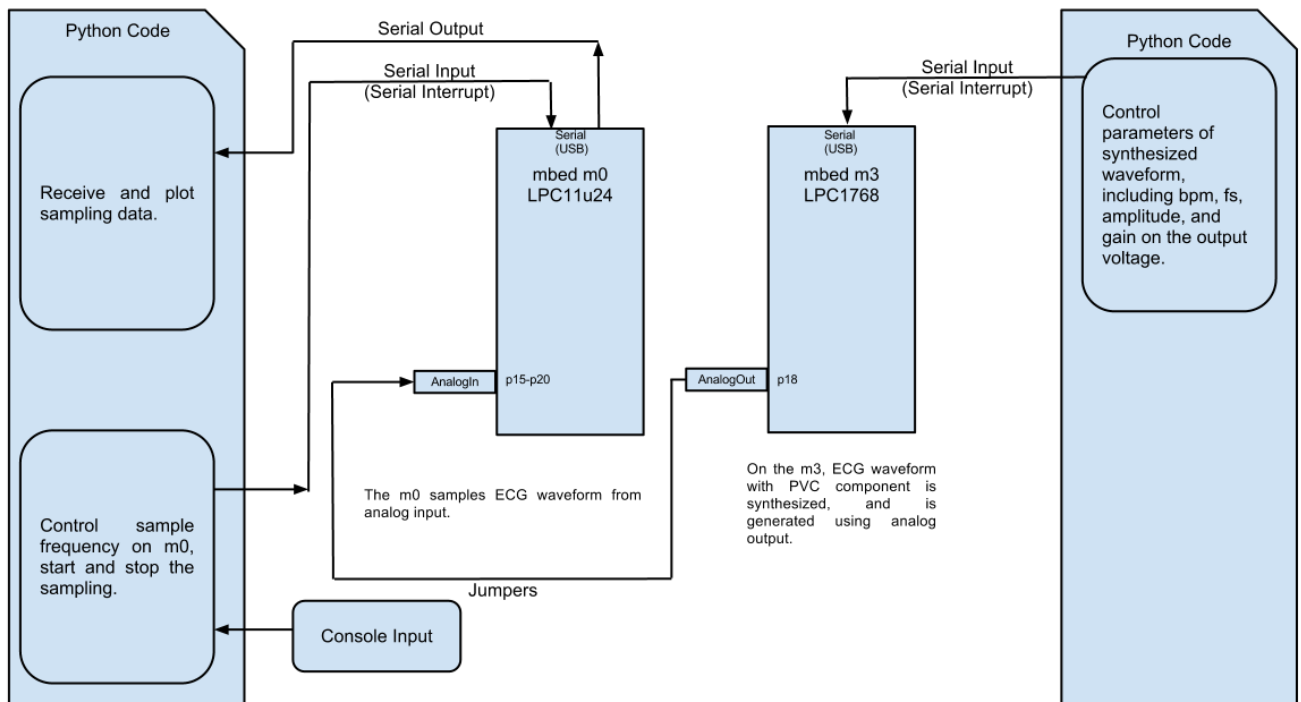 Python Code
Receive and plot
sampling data.
Control sample
frequency on m0,
start and stop the
sampling.
Serial Output
Serial Input
(Serial Interrupt)
Serial
(USB)
mbed m0
LPC11u24
AnalogIn
p15-p20
The m0 samples ECG waveform from
analog input.
Jumpers
Console Input
Serial
(USB)
mbed m3
LPC1768
AnalogOut
p18
On the m3, ECG waveform
with PVC component is
synthesized, and is
generated using analog
output.
Serial Input
(Serial Interrupt)
Python Code
Control
parameters of
synthesized
waveform,
including bpm, fs,
amplitude, and
gain on the output
voltage.